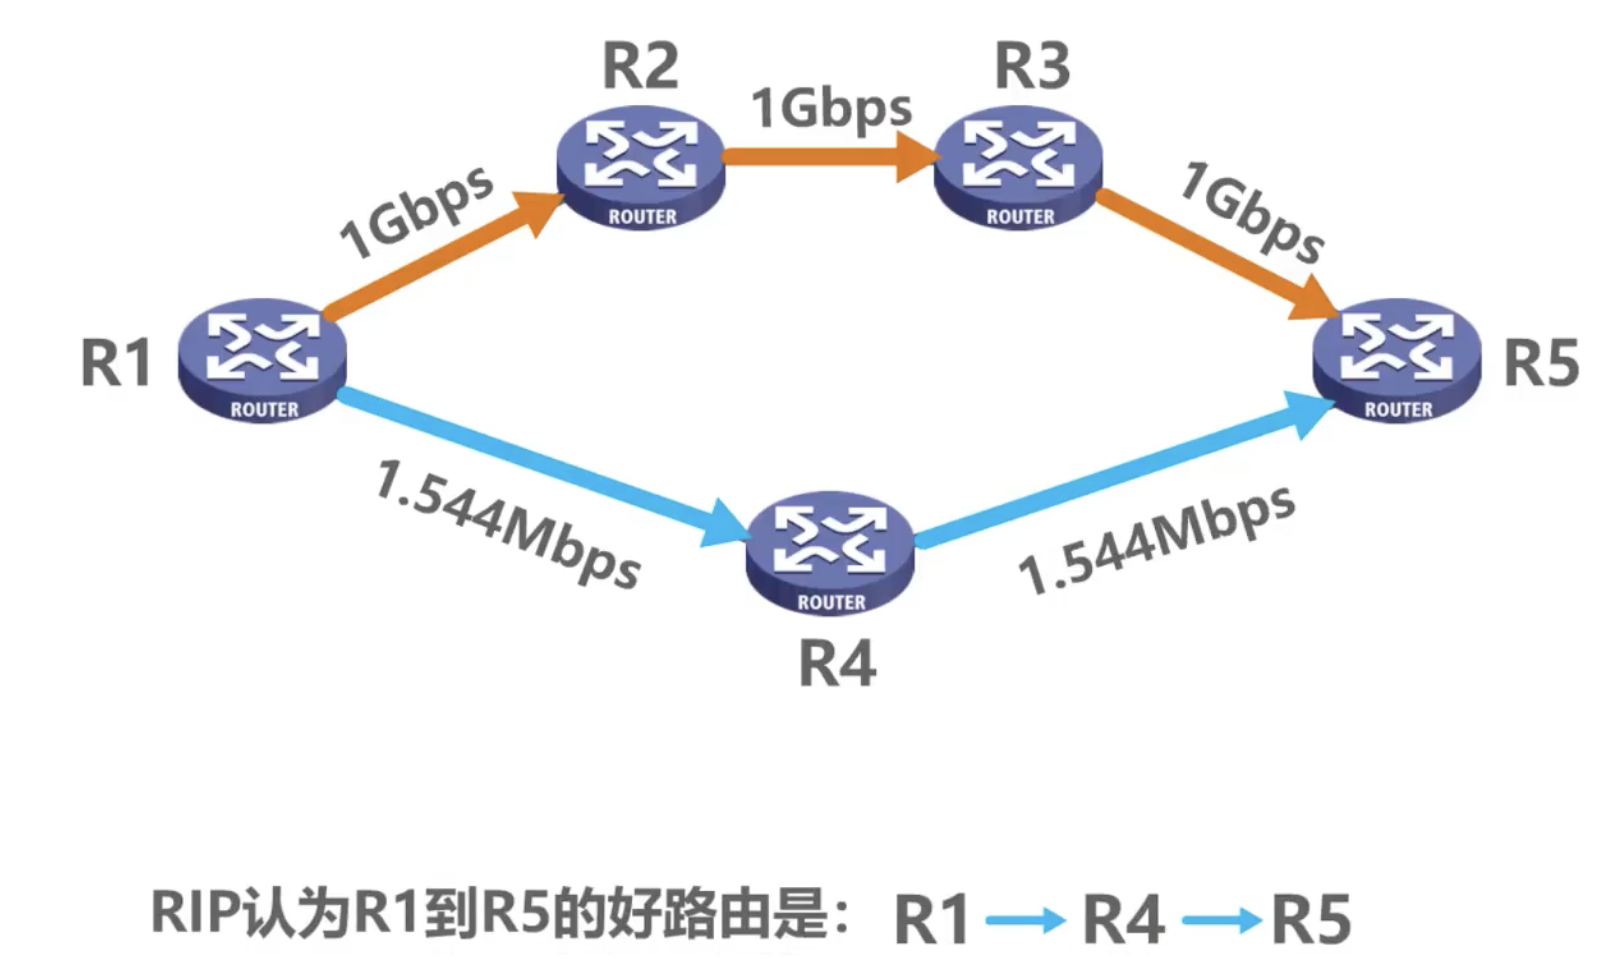 R2
R3
1Gbps
ROUTER
ROUTER
1Gbps
1Gbps
R1
ROUTER
ROUTER
R5
1.544Mbps
1.544Mbps
ROUTER
R4
RIP认为R1到R5的好路由是： R1 R4 R5